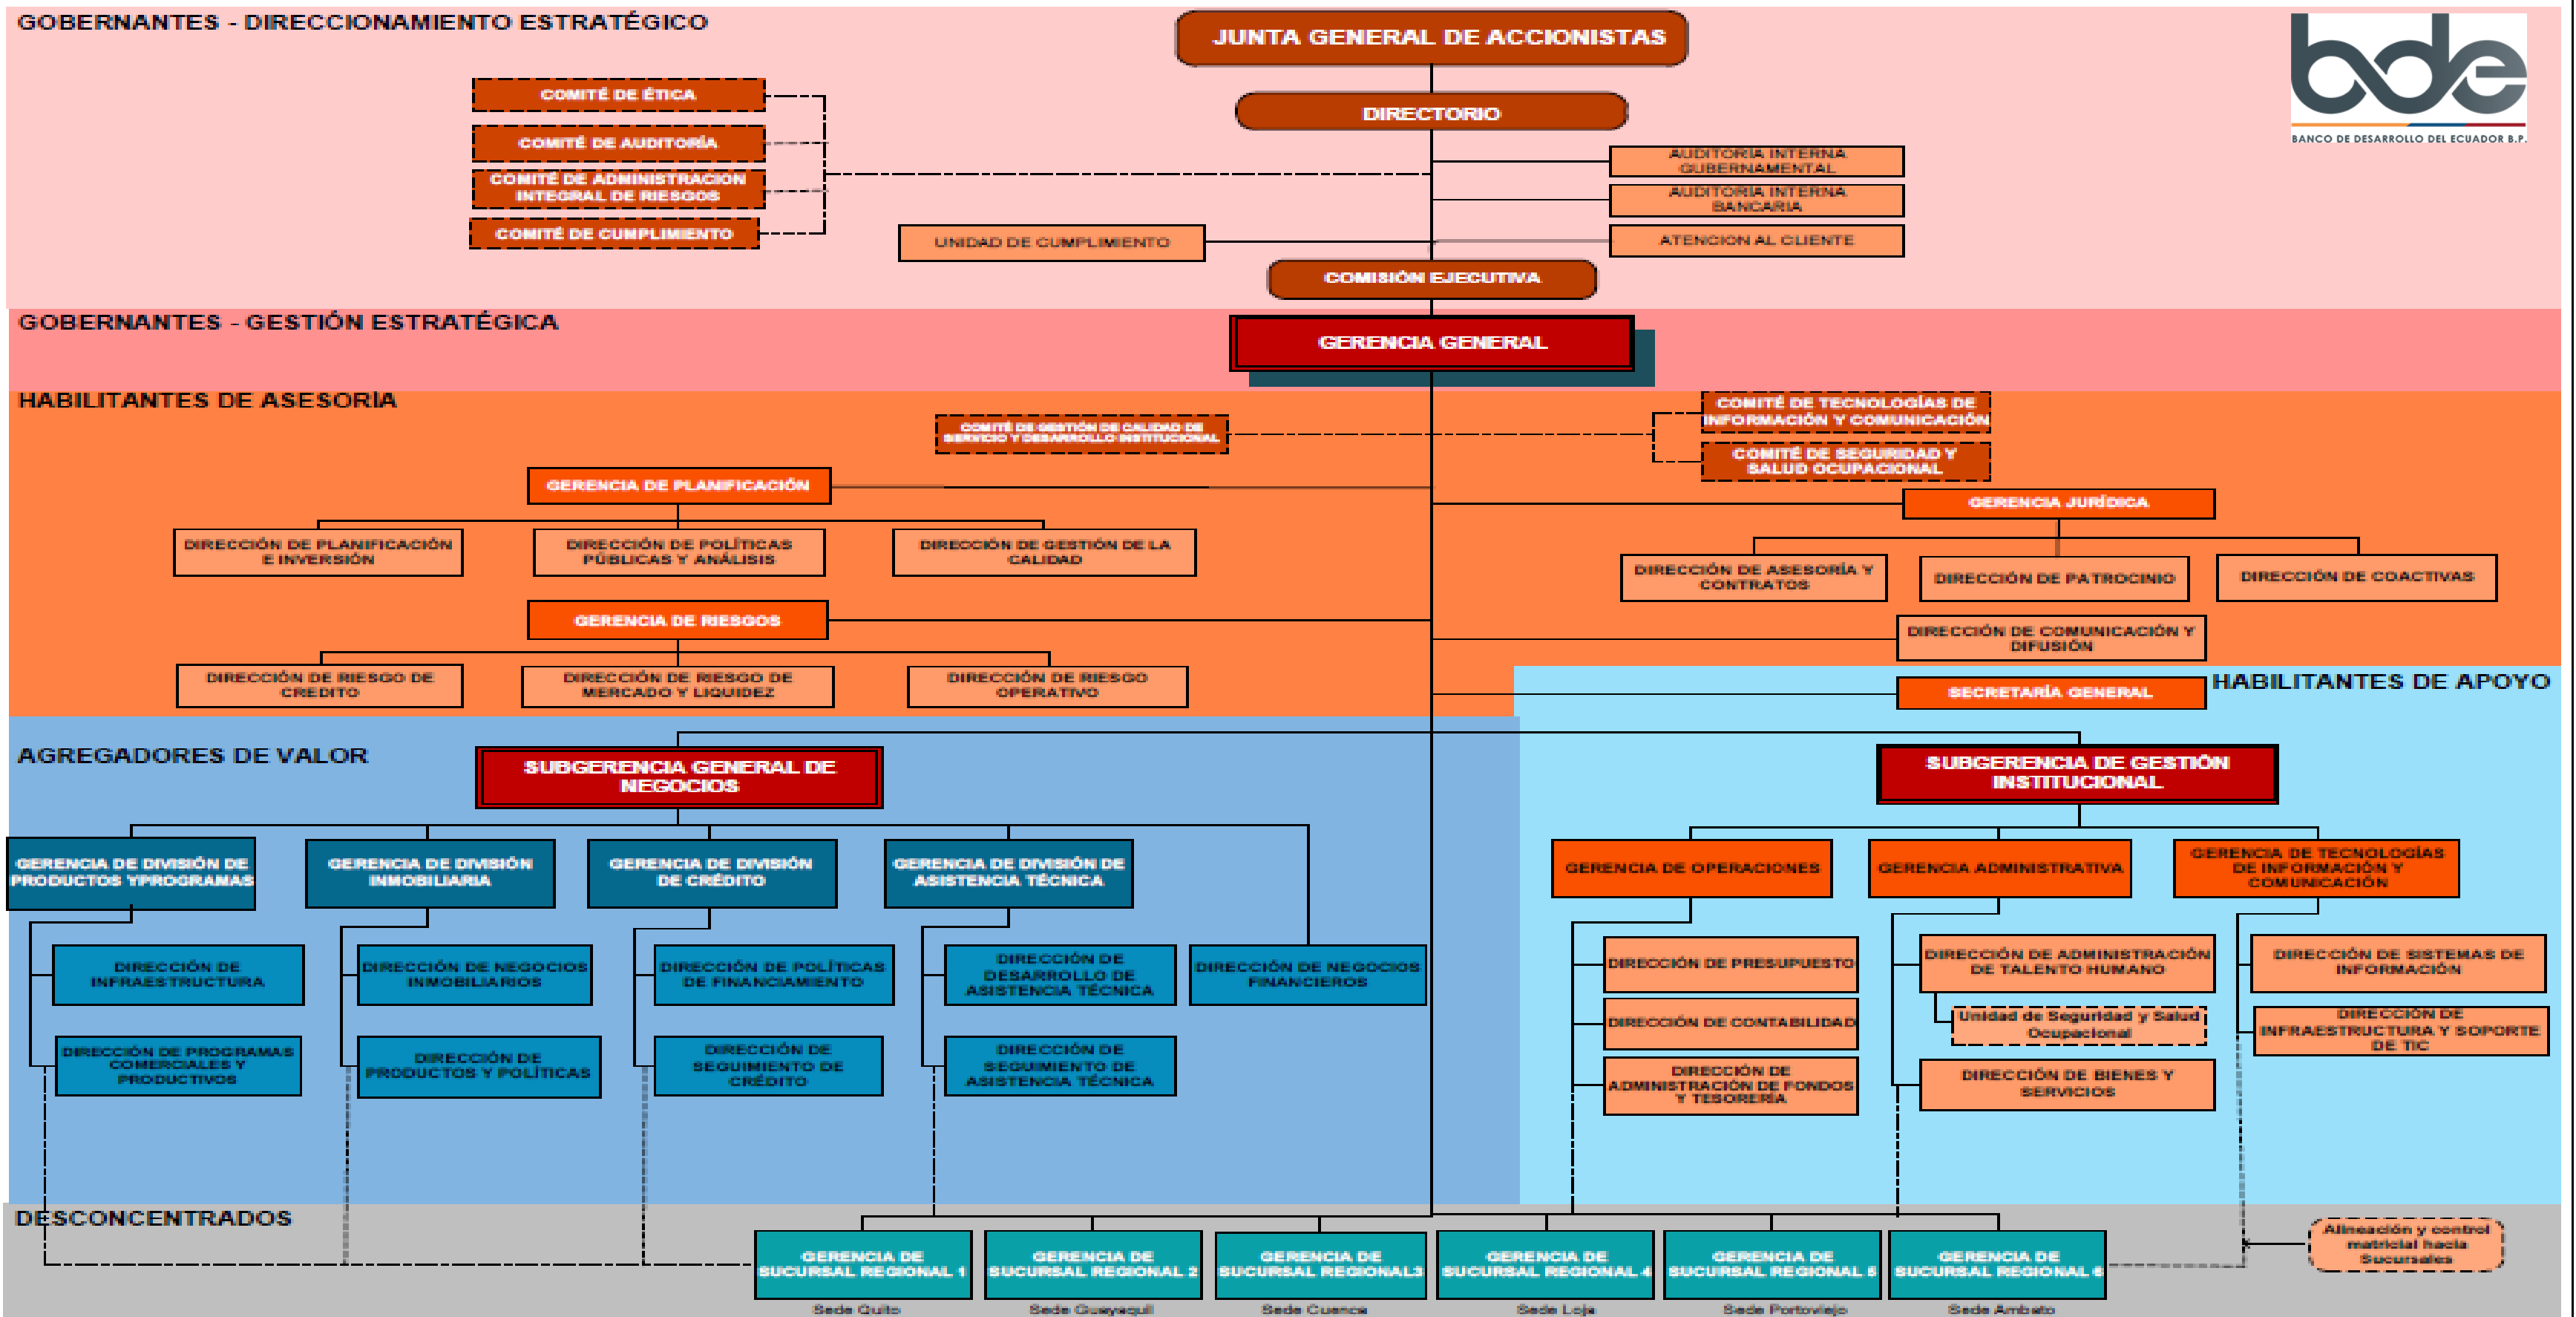 GOBERNANTES - DIRECCIONAMIENTO ESTRATÉGICO
JUNTA GENERAL DE ACCIONISTAS
bde
BANCO DE DESARROLLO DEL ECUADOR B.P.
DIRECTORIO
COMITÉ DE ÉTICA
COMITÉ DE AUDITORÍA
COMITÉ DE ADMINISTRACION
INTEGRAL DE RIESGOS
COMITÉ DE CUMPLIMIENTO
AUDITORIA INTERNA
GUBERNAMENTAL
AUDITORIA INTERNA
BANCARIA
UNIDAD DE CUMPLIMIENTO
ATENCION AL CLIENTE
COMISIÓN EJECUTIVA
GOBERNANTES - GESTIÓN ESTRATÉGICA
GERENCIA GENERAL
HABILITANTES DE ASESORÍA
COMITÉ DE GESTIÓN DE CALIDAD DE
SERVICIO Y DESARROLLO INSTITUCIONAL
COMITÉ DE TECNOLOGÍAS DE
INFORMACIÓN Y COMUNICACIÓN
COMITÉ DE SEGURIDAD Y
SALUD OCUPACIONAL
GERENCIA DE PLANIFICACIÓN
GERENCIA JURÍDICA
DIRECCIÓN DE PLANIFICACIÓN
E INVERSIÓN
DIRECCIÓN DE POLÍTICAS
PÚBLICAS Y ANÁLISIS
DIRECCIÓN DE GESTIÓN DE LA
CALIDAD
DIRECCIÓN DE ASESORÍA Y
CONTRATOS
DIRECCIÓN DE PATROCINIO
DIRECCIÓN DE COACTIVAS
GERENCIA DE RIESGOS
DIRECCIÓN DE COMUNICACIÓN Y
DIFUSIÓN
DIRECCIÓN DE RIESGO DE
CREDITO
DIRECCIÓN DE RIESGO DE
MERCADO Y LIQUIDEZ
DIRECCIÓN DE RIESGO
OPERATIVO
SECRETARÍA GENERAL
HABILITANTES DE APOYO
AGREGADORES DE VALOR
SUBGERENCIA GENERAL DE
NEGOCIOS
SUBGERENCIA DE GESTIÓN
INSTITUCIONAL
GERENCIA DE DIVISIÓN DE
PRODUCTOS YPROGRAMAS
GERENCIA DE DIVISIÓN
INMOBILIARIA
GERENCIA DE DIVISIÓN
DE CRÉDITO
GERENCIA DE DIVISIÓN DE
ASISTENCIA TÉCNICA
GERENCIA DE OPERACIONES
GERENCIA ADMINISTRATIVA
GERENCIA DE TECNOLOGÍAS
DE INFORMACIÓN Y
COMUNICACIÓN
DIRECCIÓN DE
INFRAESTRUCTURA
DIRECCIÓN DE NEGOCIOS
INMOBILIARIOS
DIRECCIÓN DE POLÍTICAS
DE FINANCIAMIENTO
DIRECCIÓN DE
DESARROLLO DE
ASISTENCIA TÉCNICA
DIRECCIÓN DE NEGOCIOS
FINANCIEROS
DIRECCIÓN DE PRESUPUESTO
DIRECCIÓN DE ADMINISTRACIÓN
DE TALENTO HUMANO
DIRECCIÓN DE SISTEMAS DE
INFORMACIÓN
DIRECCIÓN DE CONTABILIDAD
Unidad de Seguridad y Salud
Ocupacional
DIRECCIÓN DE
INFRAESTRUCTURA Y SOPORTE
DE TIC
DIRECCIÓN DE PROGRAMAS
COMERCIALES Y
PRODUCTIVOS
DIRECCIÓN DE
PRODUCTOS Y POLÍTICAS
DIRECCIÓN DE
SEGUIMIENTO DE
CRÉDITO
DIRECCIÓN DE
SEGUIMIENTO DE
ASISTENCIA TÉCNICA
DIRECCIÓN DE
ADMINISTRACIÓN DE FONDOS
Y TESORERÍA
DIRECCIÓN DE BIENES Y
SERVICIOS
DESCONCENTRADOS
GERENCIA DE
SUCURSAL REGIONAL 1
GERENCIA DE
SUCURSAL REGIONAL 2
GERENCIA DE
SUCURSAL REGIONAL3
GERENCIA DE
SUCURSAL REGIONAL 4
GERENCIA DE
SUCURSAL REGIONAL 5
GERENCIA DE
SUCURSAL REGIONAL 6
Alineación y control
matricial hacia
Sucursales
Sede Quito
Sede Guayaquil
Sede Cuenca
Sede Loja
Sede Portoviejo
Sede Ambato